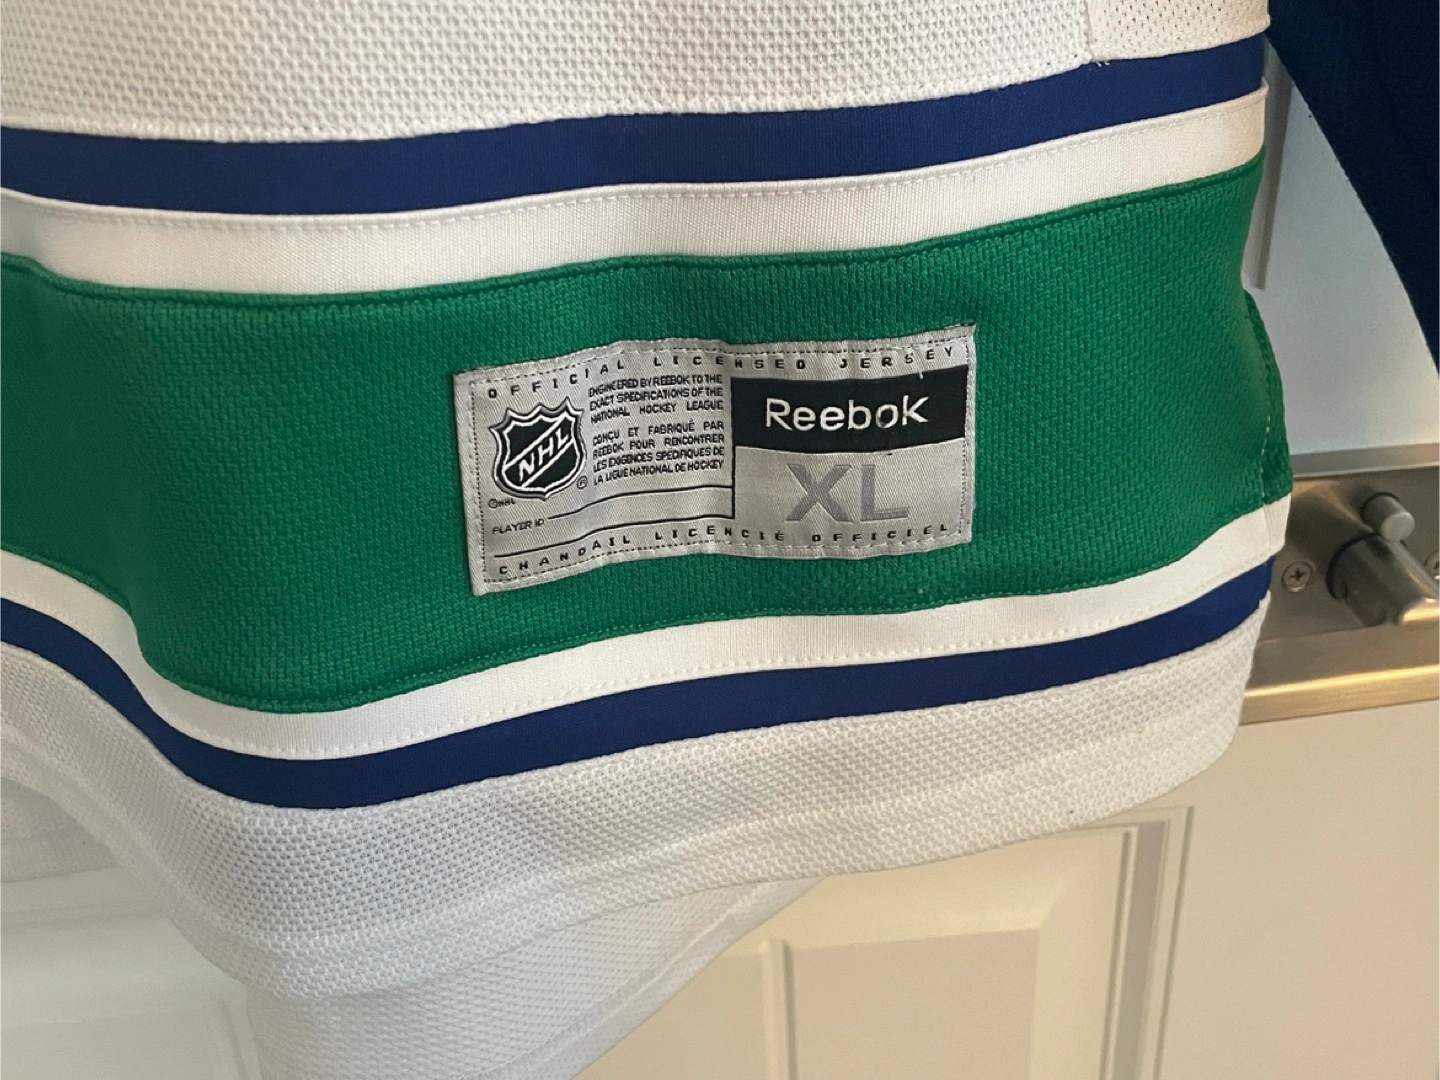 OFFICIAL LICENSED JERSEY
NHL
®
©NHL
ENGINEERED BY REEBOK TO THE
EXACT SPECIFICATIONS OF THE
NATIONAL HOCKEY LEAGUE
CONÇU ET FABRIQUÉ PAR
REEBOK POUR RENCONTRER
LES EXIGENCES SPÉCIFIQUES DE
LA LIGUE NATIONAL DE HOCKEY
PLAYER ID
Reebok
XL
CHANDAIL LICENCIÉ OFFICIEL